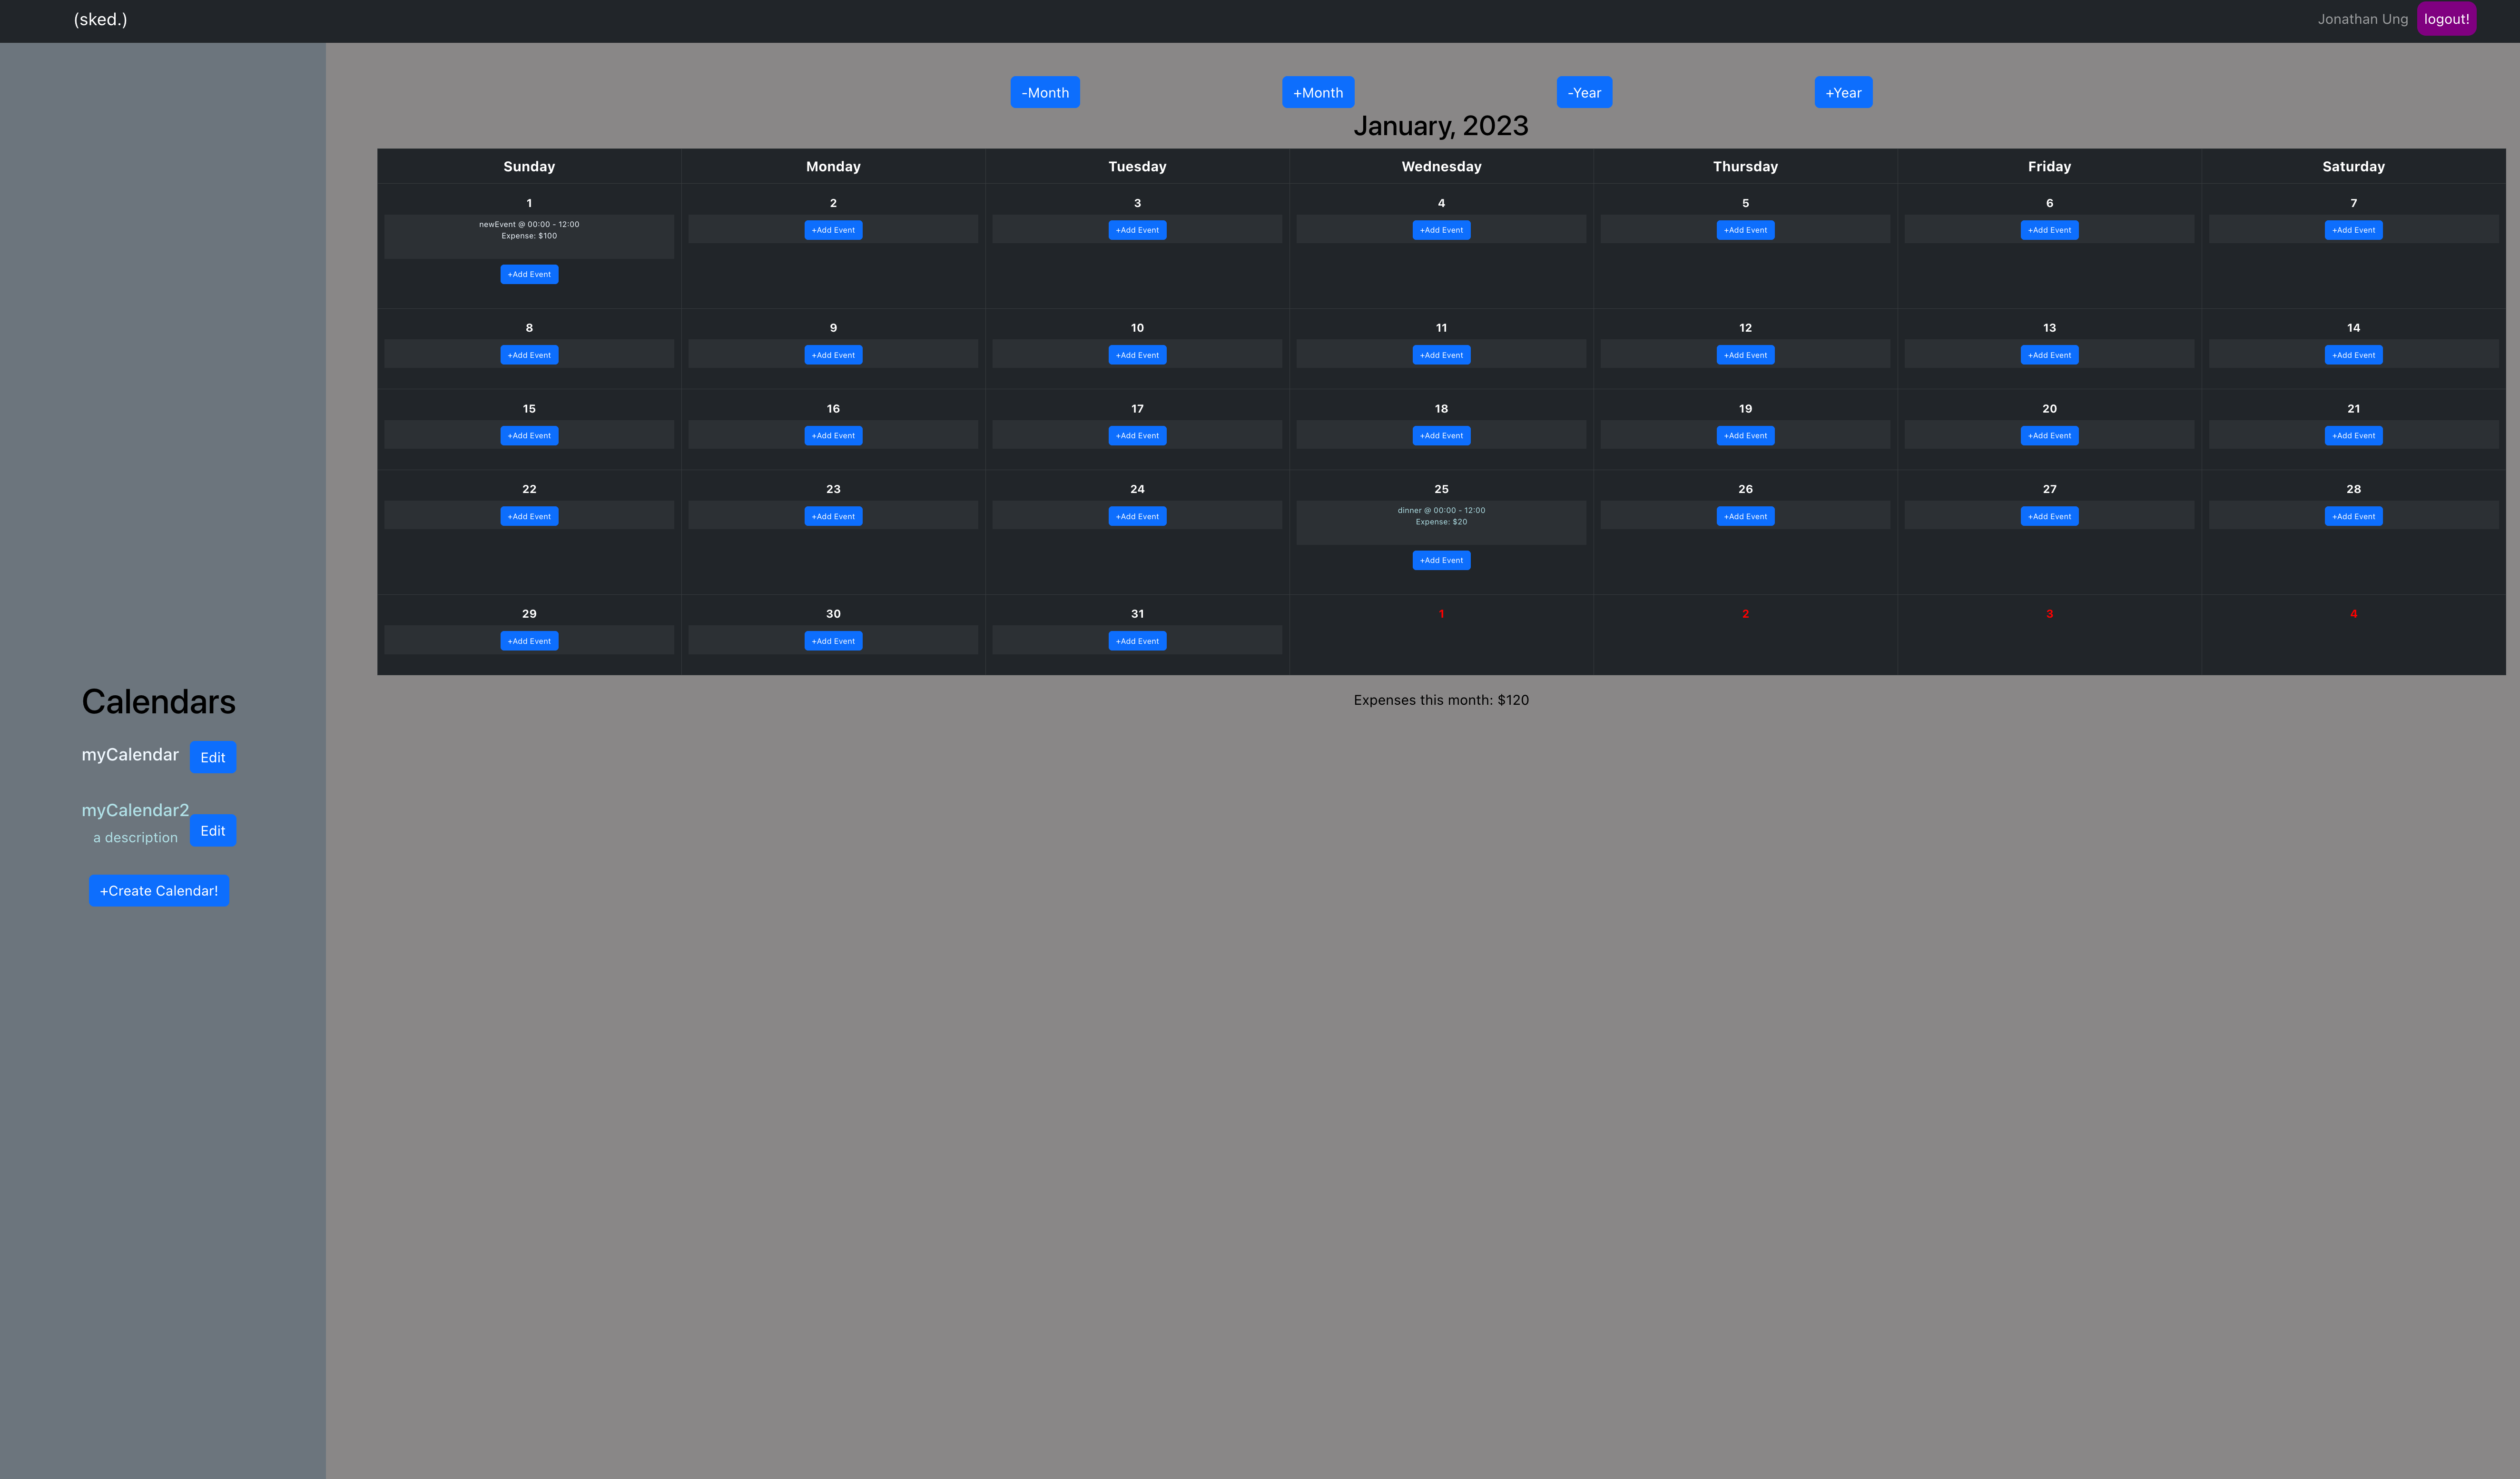 (sked.)
Jonathan Ung logout!
-Month +Month -Year +Year
January, 2023
Sunday Monday Tuesday Wednesday Thursday Friday Saturday
1 2 3 4 5 6 7
newEvent @ 00:00 - 12:00
Expense: $100
+Add Event +Add Event +Add Event +Add Event +Add Event +Add Event
+Add Event
8 9 10 11 12 13 14
+Add Event +Add Event +Add Event +Add Event +Add Event +Add Event +Add Event
15 16 17 18 19 20 21
+Add Event +Add Event +Add Event +Add Event +Add Event +Add Event +Add Event
22 23 24 25 26 27 28
dinner @ 00:00 - 12:00
Expense: $20
+Add Event +Add Event +Add Event +Add Event +Add Event +Add Event
+Add Event
29 30 31 1 2 3 4
+Add Event +Add Event +Add Event
Expenses this month: $120
Calendars
myCalendar Edit
myCalendar2
a description Edit
+Create Calendar!